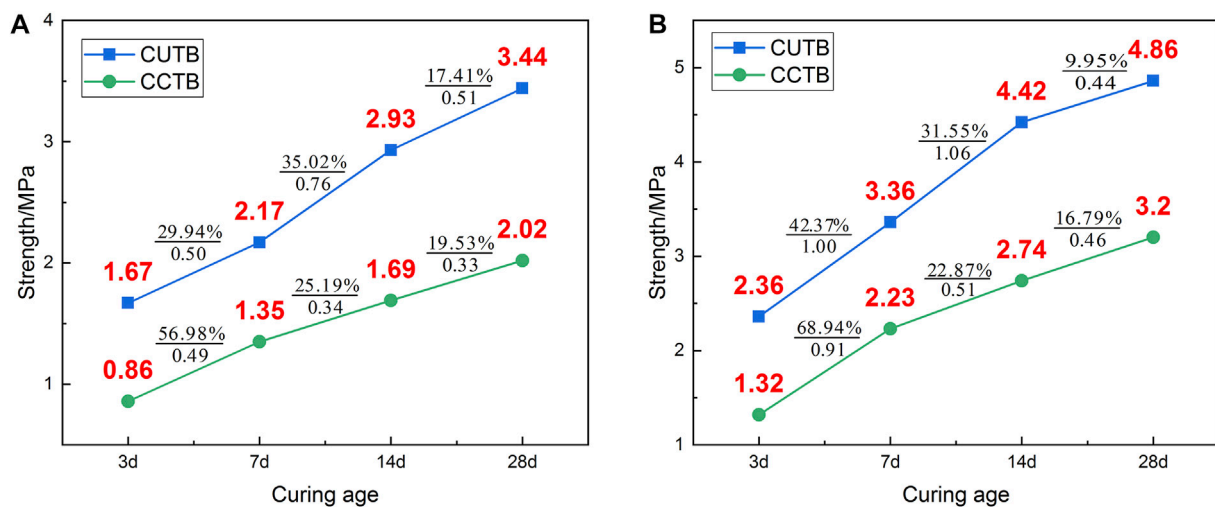 A
CUTB
CCTB
Strength/MPa
4
3
2
1
1.67
2.17
2.93
3.44
29.94%
0.50
35.02%
0.76
17.41%
0.51
0.86
1.35
1.69
2.02
56.98%
0.49
25.19%
0.34
19.53%
0.33
3d
7d
14d
28d
Curing age
B
CUTB
CCTB
Strength/MPa
5
4
3
2
1
2.36
3.36
4.42
4.86
42.37%
1.00
31.55%
1.06
9.95%
0.44
1.32
2.23
2.74
3.2
68.94%
0.91
22.87%
0.51
16.79%
0.46
3d
7d
14d
28d
Curing age